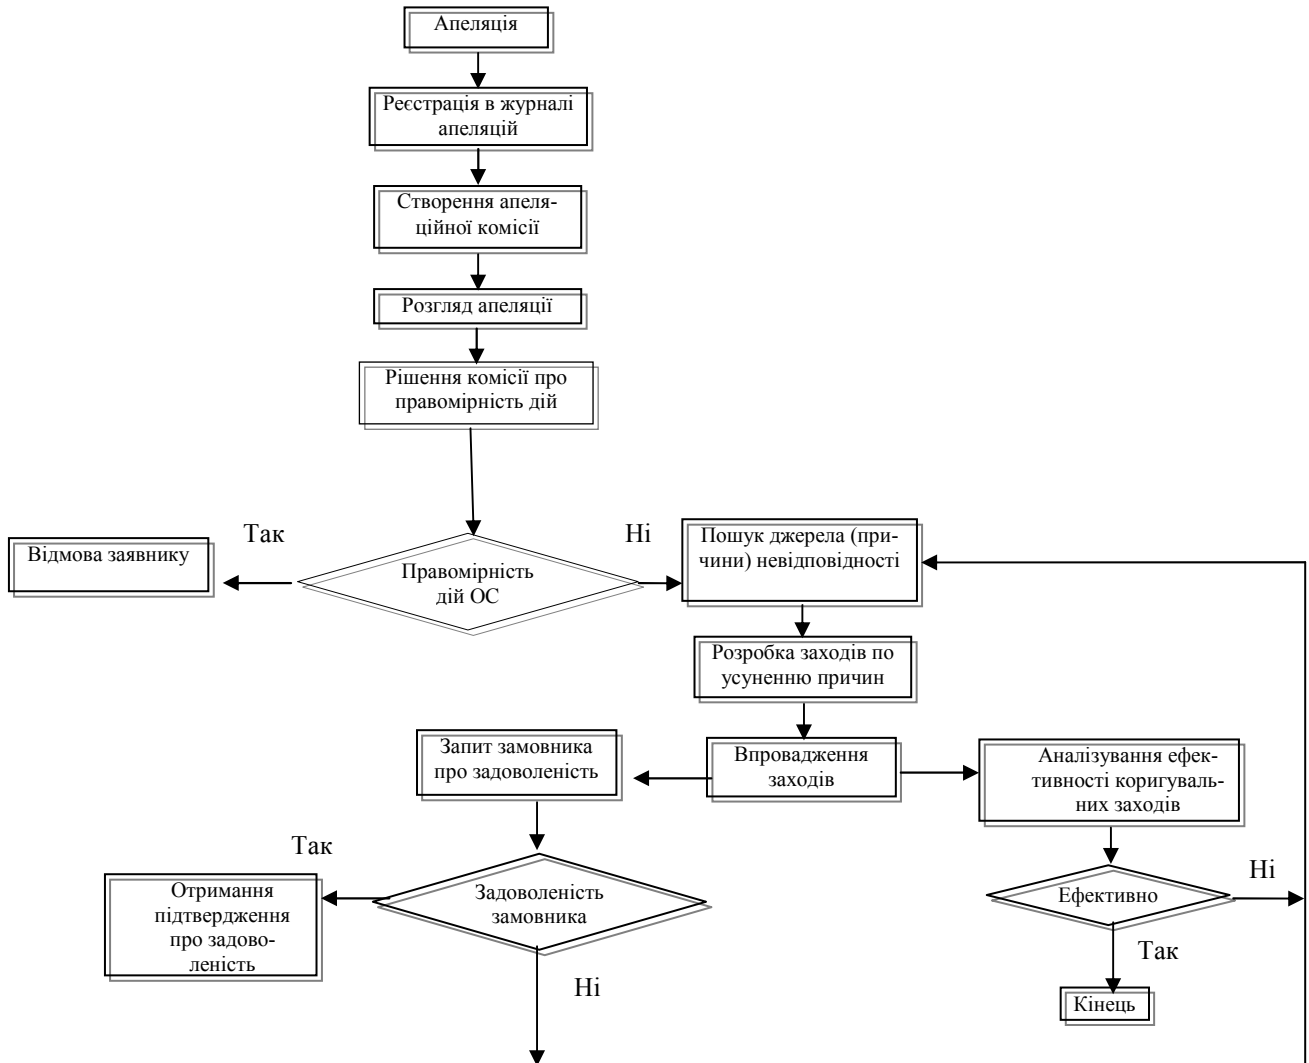 Апеляція
Реєстрація в журналі
апеляцій
Створення апеля-
ційної комісії
Розгляд апеляції
Рішення комісії про
правомірність дій
Відмова заявнику
Так
Правомірність
дій ОС
Ні
Пошук джерела (при-
чини) невідповідності
Розробка заходів по
усуненню причин
Запит замовника
про задоволеність
Впровадження
заходів
Аналізування ефек-
тивності коригуваль-
них заходів
Так
Отримання
підтвердження
про задово-
леність
Задоволеність
замовника
Ні
Ефективно
Ні
Так
Кінець